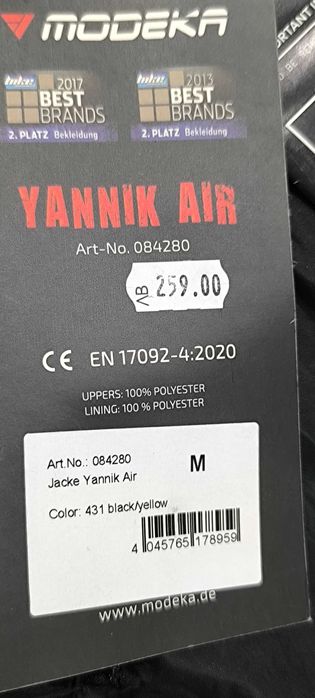 MODEKA
2017
BEST
BRANDS
2. PLATZ Bekleidung
2013
BEST
BRANDS
2. PLATZ Bekleidung
YANNIK AIR
Art-No. 084280
AB 259.00
CE EN 17092-4:2020
UPPERS: 100% POLYESTER
LINING: 100 % POLYESTER
Art.No.: 084280 M
Jacke Yannik Air
Color: 431 black/yellow
4 045765 178959
www.modeka.de